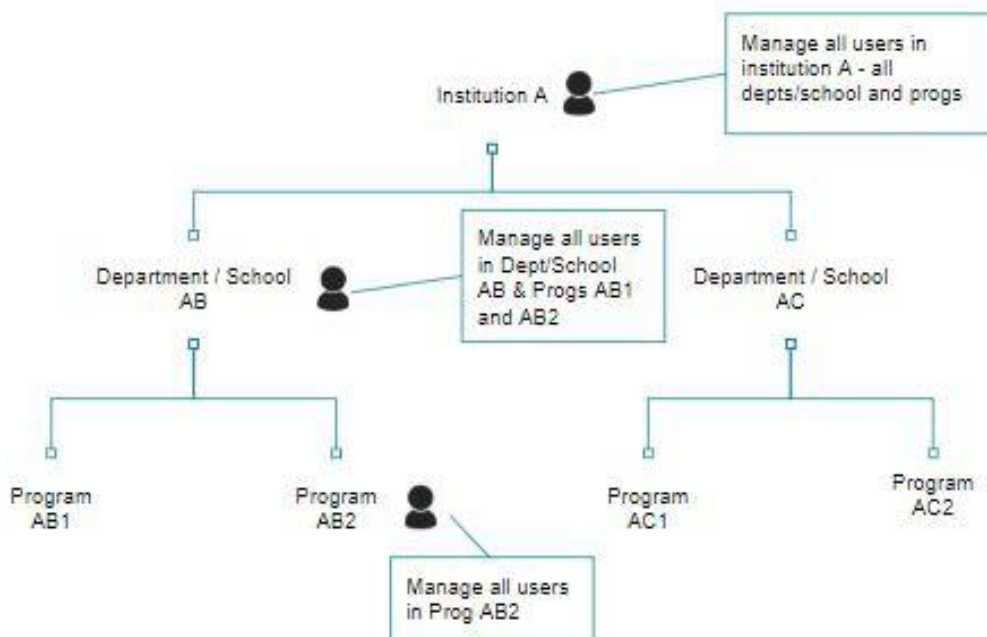 Manage all users in
institution A - all
depts/school and progs
Institution A
Manage all users
in Dept/School
AB & Progs AB1
and AB2
Department / School
AB
Department / School
AC
Program
AB1
Program
AB2
Program
AC1
Program
AC2
Manage all users
in Prog AB2